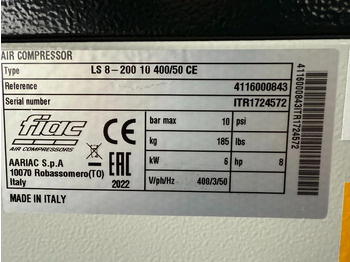 AIR COMPRESSOR
Type LS 8-200 10 400/50 CE
Reference 4116000843
Serial number ITR1724572
fiac
AIR COMPRESSORS
CE
bar max 10 psi
kg 185 lbs
kW 6 hp 8
V/ph/Hz 400/3/50
AARIAC S.p.A
10070 Robassomero(TO)
Italy
EAC
2022
MADE IN ITALY
4116000843ITR1724572